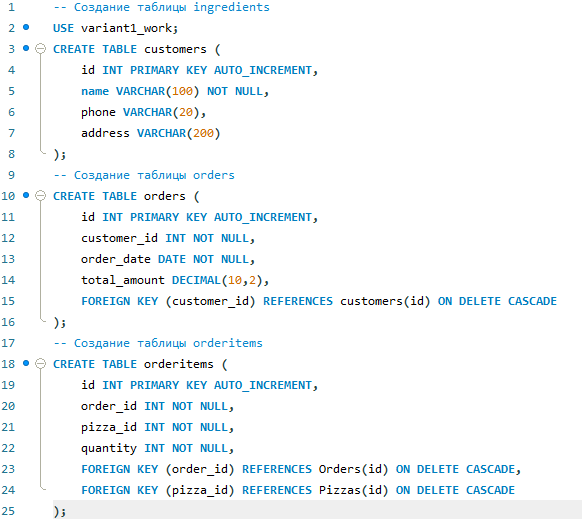 1 -- Создание таблицы ingredients
2 USE variant1_work;
3 CREATE TABLE customers (
4 id INT PRIMARY KEY AUTO_INCREMENT,
5 name VARCHAR(100) NOT NULL,
6 phone VARCHAR(20),
7 address VARCHAR(200)
8 );
9 -- Создание таблицы orders
10 CREATE TABLE orders (
11 id INT PRIMARY KEY AUTO_INCREMENT,
12 customer_id INT NOT NULL,
13 order_date DATE NOT NULL,
14 total_amount DECIMAL(10,2),
15 FOREIGN KEY (customer_id) REFERENCES customers(id) ON DELETE CASCADE
16 );
17 -- Создание таблицы orderitems
18 CREATE TABLE orderitems (
19 id INT PRIMARY KEY AUTO_INCREMENT,
20 order_id INT NOT NULL,
21 pizza_id INT NOT NULL,
22 quantity INT NOT NULL,
23 FOREIGN KEY (order_id) REFERENCES Orders(id) ON DELETE CASCADE,
24 FOREIGN KEY (pizza_id) REFERENCES Pizzas(id) ON DELETE CASCADE
25 );